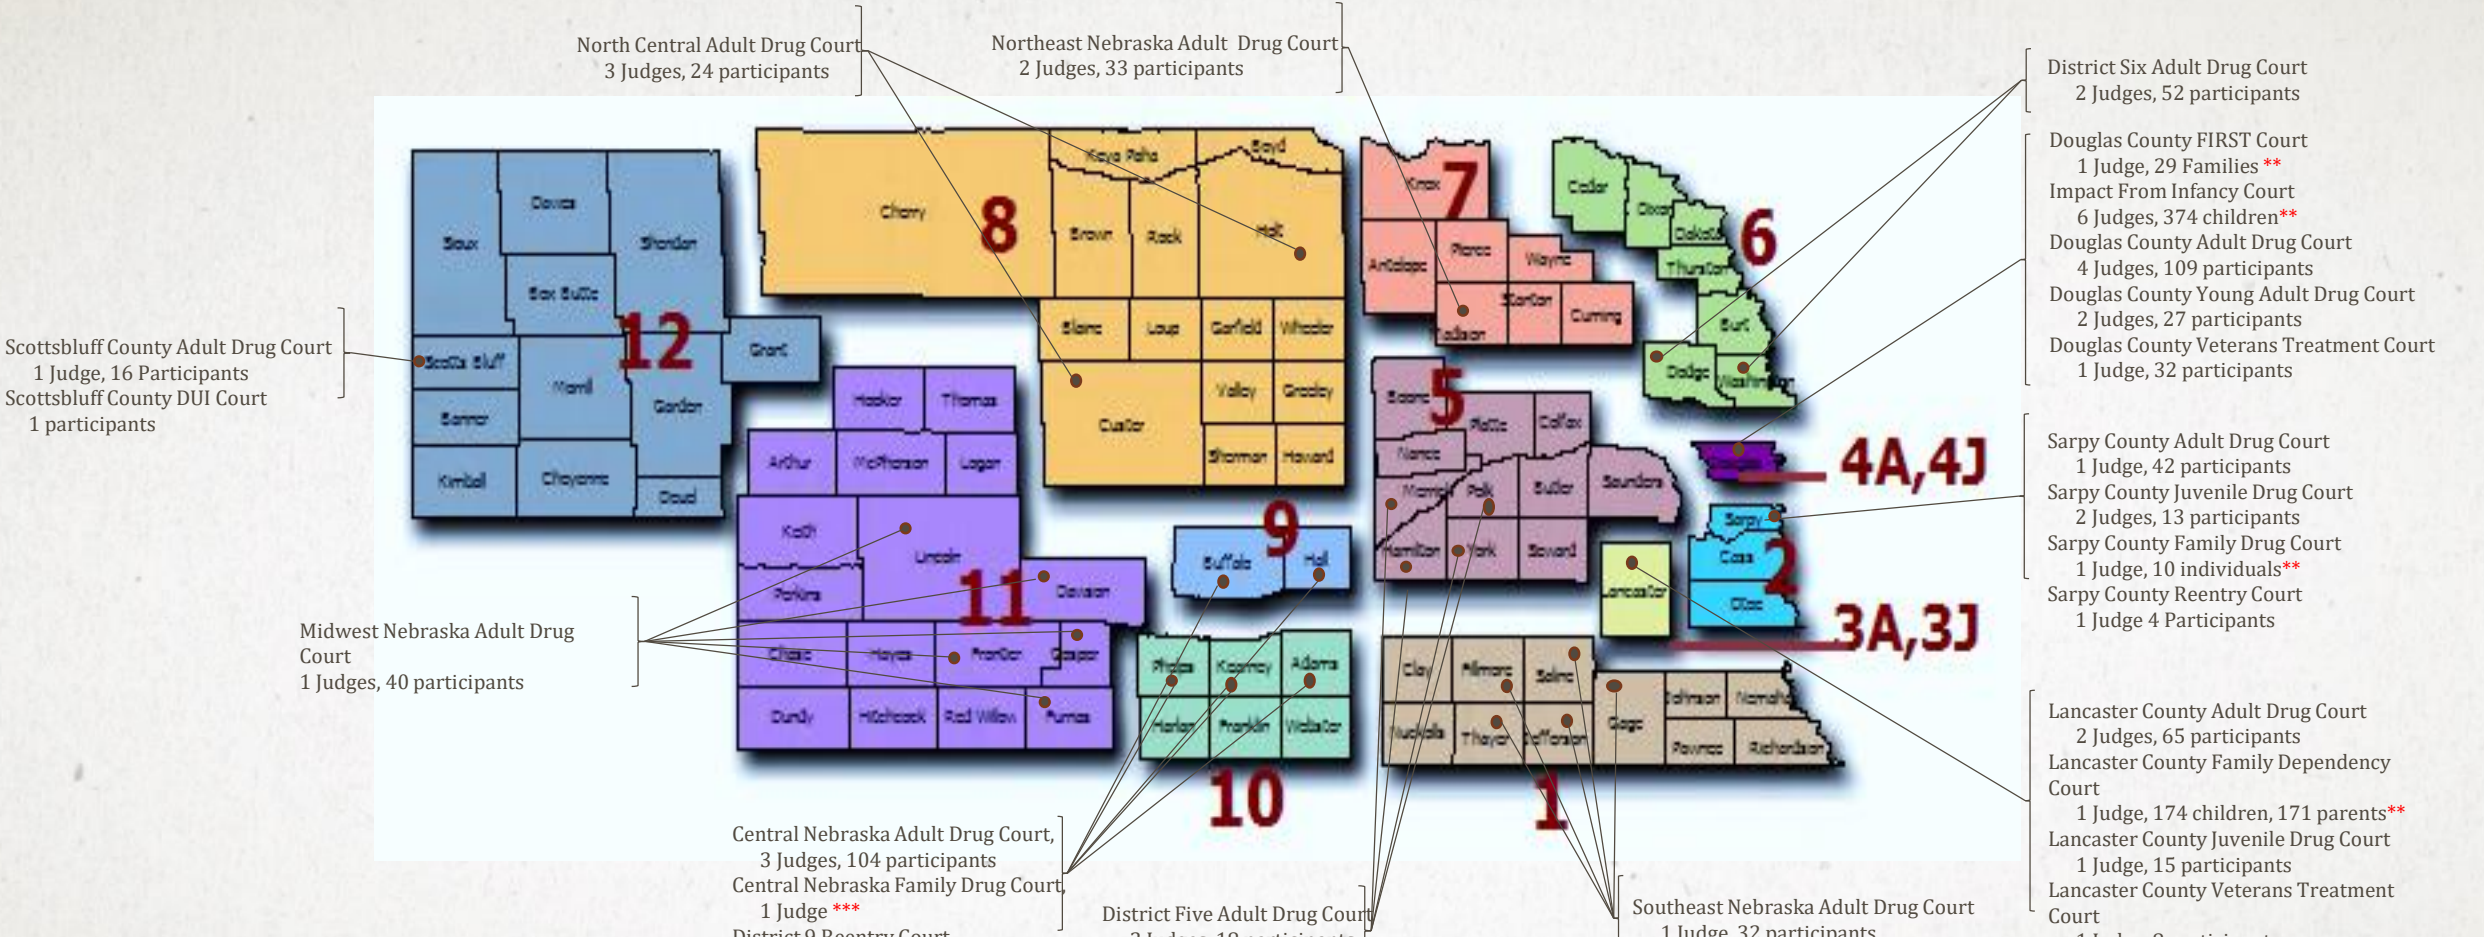 North Central Adult Drug Court
3 Judges, 24 participants
Northeast Nebraska Adult Drug Court
2 Judges, 33 participants
District Six Adult Drug Court
2 Judges, 52 participants
Douglas County FIRST Court
1 Judge, 29 Families **
Impact From Infancy Court
6 Judges, 374 children**
Douglas County Adult Drug Court
4 Judges, 109 participants
Douglas County Young Adult Drug Court
2 Judges, 27 participants
Douglas County Veterans Treatment Court
1 Judge, 32 participants
Scottsbluff County Adult Drug Court
1 Judge, 16 Participants
Scottsbluff County DUI Court
1 participants
Sarpy County Adult Drug Court
1 Judge, 42 participants
Sarpy County Juvenile Drug Court
2 Judges, 13 participants
Sarpy County Family Drug Court
1 Judge, 10 individuals**
Sarpy County Reentry Court
1 Judge 4 Participants
Midwest Nebraska Adult Drug
Court
1 Judges, 40 participants
Lancaster County Adult Drug Court
2 Judges, 65 participants
Lancaster County Family Dependency
Court
1 Judge, 174 children, 171 parents**
Lancaster County Juvenile Drug Court
1 Judge, 15 participants
Lancaster County Veterans Treatment
Court
Central Nebraska Adult Drug Court,
3 Judges, 104 participants
Central Nebraska Family Drug Court,
1 Judge ***
District 9 Reentry Court
District Five Adult Drug Court
Southeast Nebraska Adult Drug Court
1 Judge, 32 participants
Sioux
Dawes
Sheridan
Box Butte
Scotts Bluff
Morrill
Banner
Garden
Kimball
Cheyenne
Deuel
Grant
12
Cherry
Keya Paha
Boyd
Brown
Rock
Holt
8
Blaine
Loup
Garfield
Wheeler
Custer
Valley
Greeley
Sherman
Howard
Knox
7
Antelope
Pierce
Wayne
Madison
Stanton
Cuming
Cedar
Dixon
Dakota
6
Thurston
Burt
Dodge
Washington
Boone
5
Platte
Colfax
Nance
Merrick
Polk
Butler
Saunders
Hamilton
York
Seward
4A,4J
Sarpy
Cass
2
Otoe
Lancaster
3A,3J
Hooker
Thomas
Arthur
McPherson
Logan
Keith
Lincoln
Perkins
11
Dawson
Chase
Hayes
Frontier
Gosper
Dundy
Hitchcock
Red Willow
Furnas
Buffalo
9
Hall
Phelps
Kearney
Adams
Harlan
Franklin
Webster
10
Clay
Fillmore
Saline
Nuckolls
Thayer
Jefferson
Gage
Johnson
Nemaha
Pawnee
Richardson
1